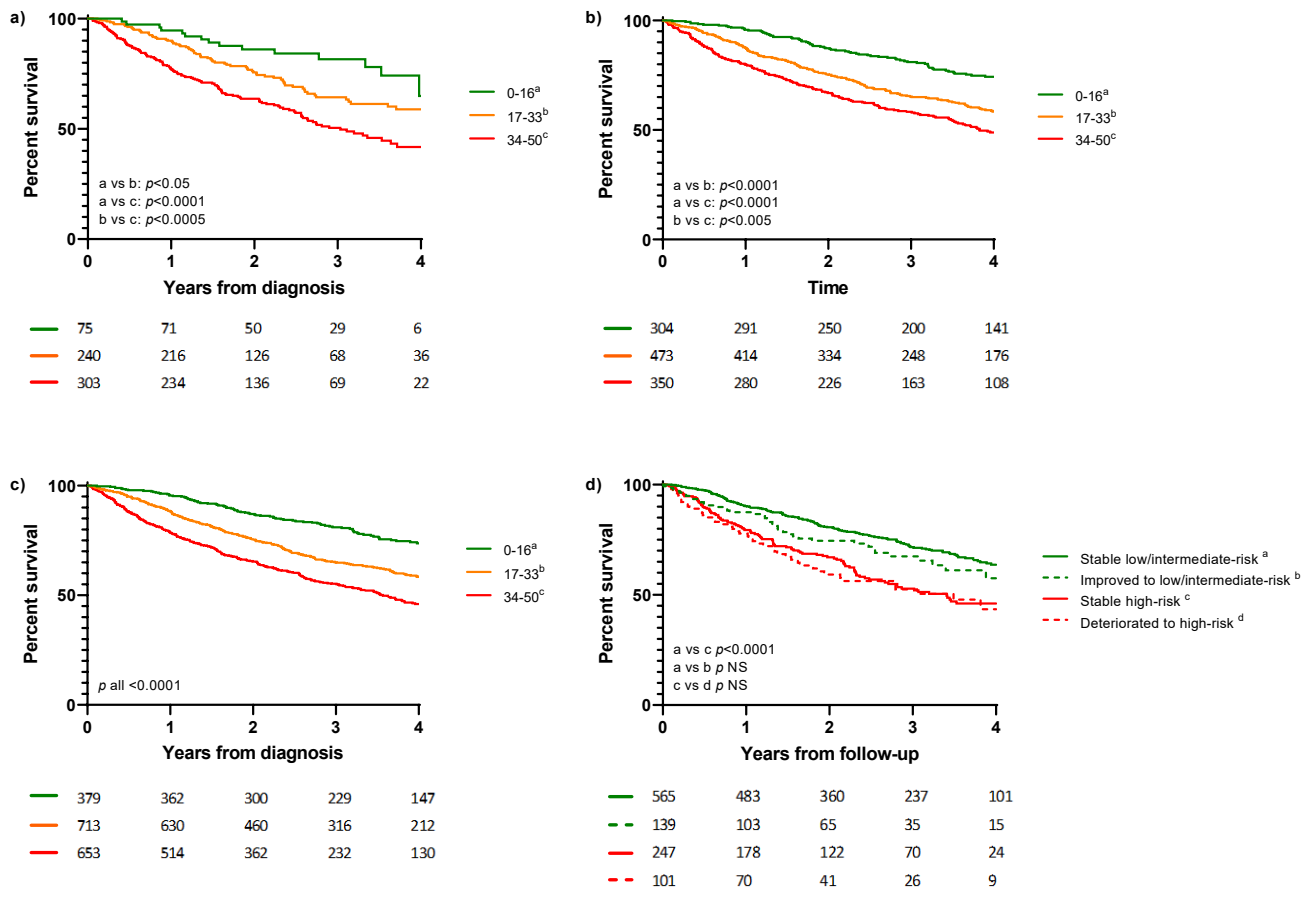 a)
Percent survival
100
50
0
0 1 2 3 4
Years from diagnosis
a vs b: p<0.05
a vs c: p<0.0001
b vs c: p<0.0005
0-16ᵃ
17-33ᵇ
34-50ᶜ
75 71 50 29 6
240 216 126 68 36
303 234 136 69 22
b)
Percent survival
100
50
0
0 1 2 3 4
Time
a vs b: p<0.0001
a vs c: p<0.0001
b vs c: p<0.005
0-16ᵃ
17-33ᵇ
34-50ᶜ
304 291 250 200 141
473 414 334 248 176
350 280 226 163 108
c)
Percent survival
100
50
0
0 1 2 3 4
Years from diagnosis
p all <0.0001
0-16ᵃ
17-33ᵇ
34-50ᶜ
379 362 300 229 147
713 630 460 316 212
653 514 362 232 130
d)
Percent survival
100
50
0
0 1 2 3 4
Years from follow-up
a vs c p<0.0001
a vs b p NS
c vs d p NS
Stable low/intermediate-risk ᵃ
Improved to low/intermediate-risk ᵇ
Stable high-risk ᶜ
Deteriorated to high-risk ᵈ
565 483 360 237 101
139 103 65 35 15
247 178 122 70 24
101 70 41 26 9